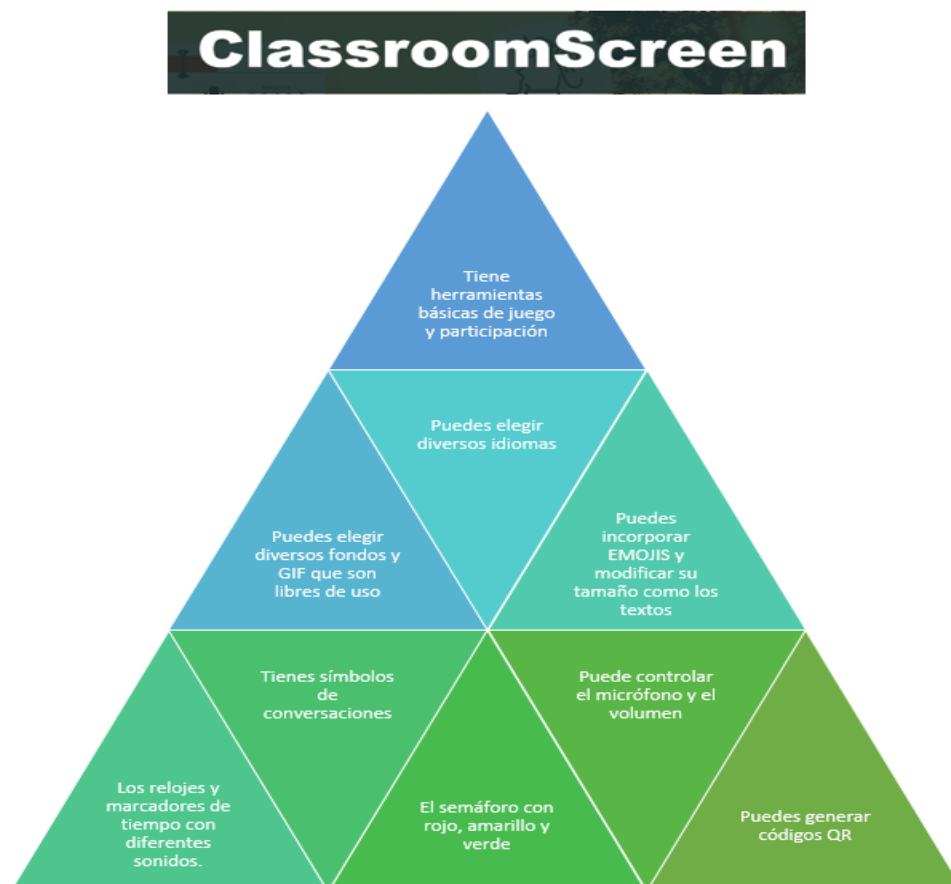 ClassroomScreen
Tiene
herramientas
básicas de juego
y participación
Puedes elegir
diversos idiomas
Puedes elegir
diversos fondos y
GIF que son
libres de uso
Puedes
incorporar
EMOJIS y
modificar su
tamaño como los
textos
Tienes símbolos
de
conversaciones
Puede controlar
el micrófono y el
volumen
Los relojes y
marcadores de
tiempo con
diferentes
sonidos.
El semáforo con
rojo, amarillo y
verde
Puedes generar
códigos QR